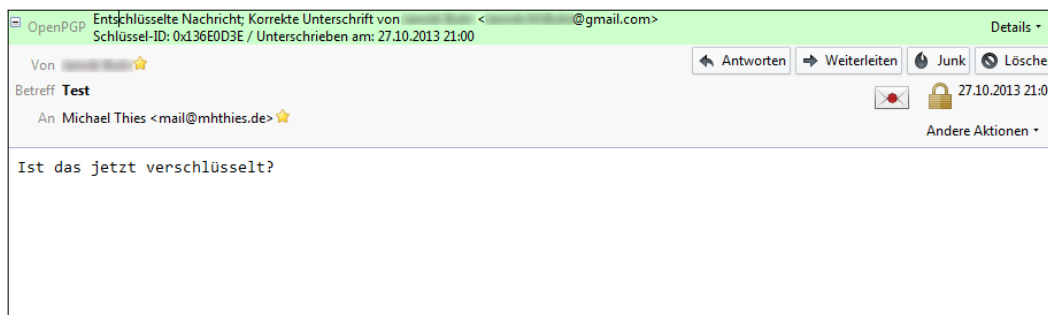 OpenPGP Entschlüsselte Nachricht; Korrekte Unterschrift von < @gmail.com>
Schlüssel-ID: 0x136E0D3E / Unterschrieben am: 27.10.2013 21:00
Details
Von
Antworten Weiterleiten Junk Lösche
Betreff Test
27.10.2013 21:0
An Michael Thies <mail@mhthies.de>
Andere Aktionen
Ist das jetzt verschlüsselt?